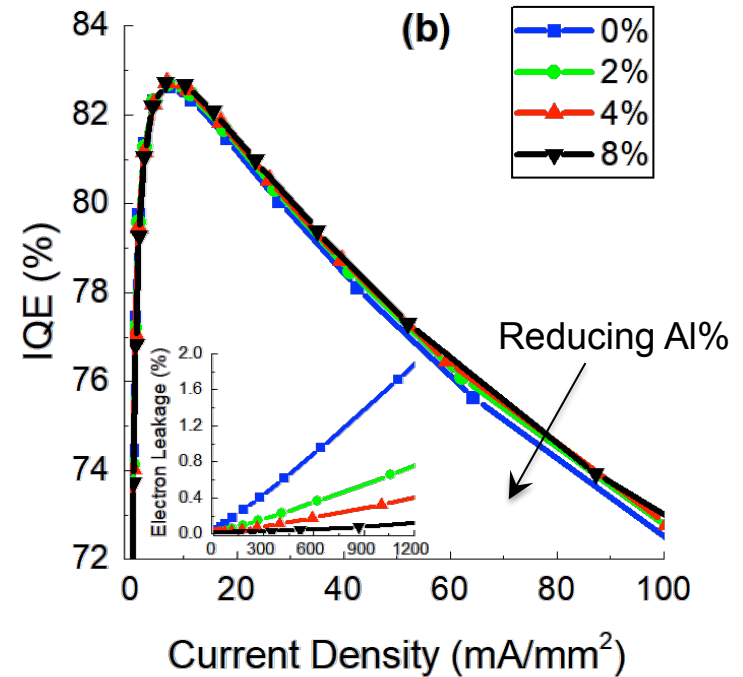 (b)
0%
2%
4%
8%
84
82
80
78
76
74
72
IQE (%)
0 20 40 60 80 100
Current Density (mA/mm²)
Reducing Al%
Electron Leakage (%)
2.0
1.6
1.2
0.8
0.4
0.0
0 300 600 900 1200